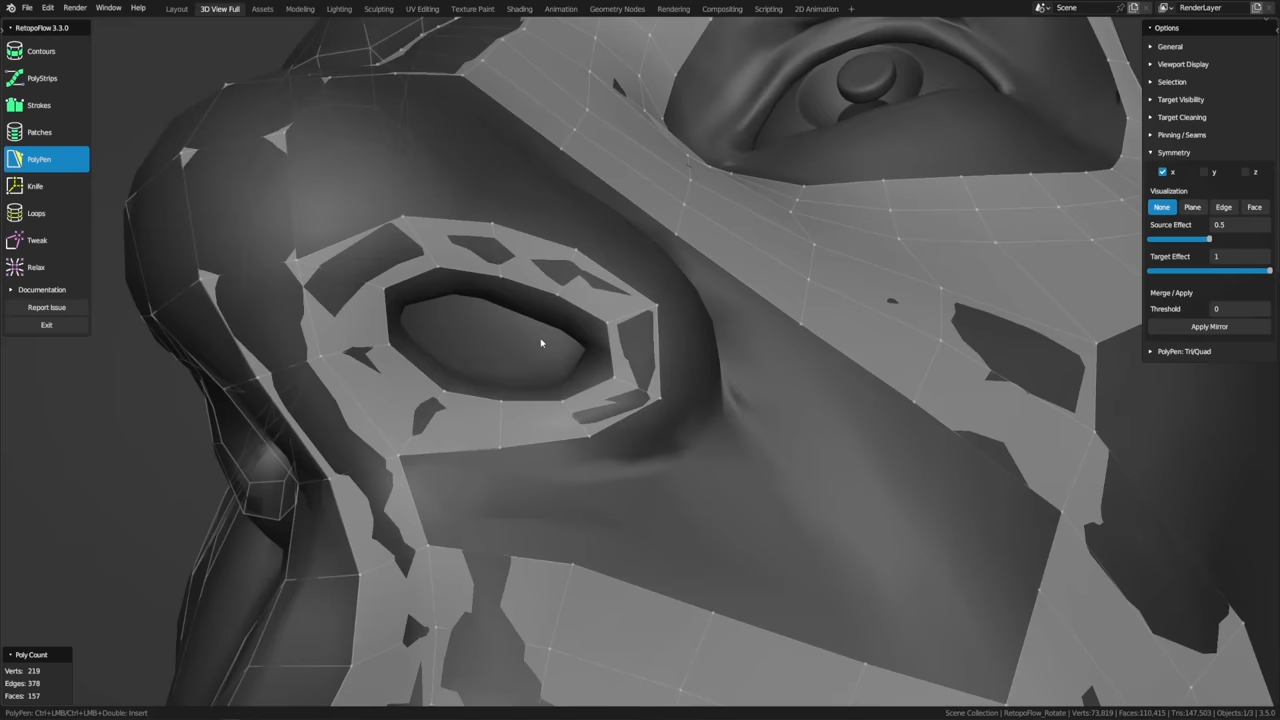 File Edit Render Window Help Layout 3D View Full Assets Modeling Lighting Sculpting UV Editing Texture Paint Shading Animation Geometry Nodes Rendering Compositing Scripting 2D Animation + Scene RenderLayer
RetopoFlow 3.3.0
Contours
PolyStrips
Strokes
Patches
PolyPen
Knife
Loops
Tweak
Relax
Documentation
Report Issue
Exit
Options
General
Viewport Display
Selection
Target Visibility
Target Cleaning
Pinning / Seams
Symmetry
x y z
Visualization
None Plane Edge Face
Source Effect 0.5
Target Effect 1
Merge / Apply
Threshold 0
Apply Mirror
PolyPen: Tri/Quad
Poly Count
Verts: 219
Edges: 378
Faces: 157
PolyPen: Ctrl+LMB/Ctrl+LMB+Double: Insert
Scene Collection | RetopoFlow_Rotate | Verts:73,819 | Faces:110,415 | Tris:147,503 | Objects:1/3 | 3.5.0